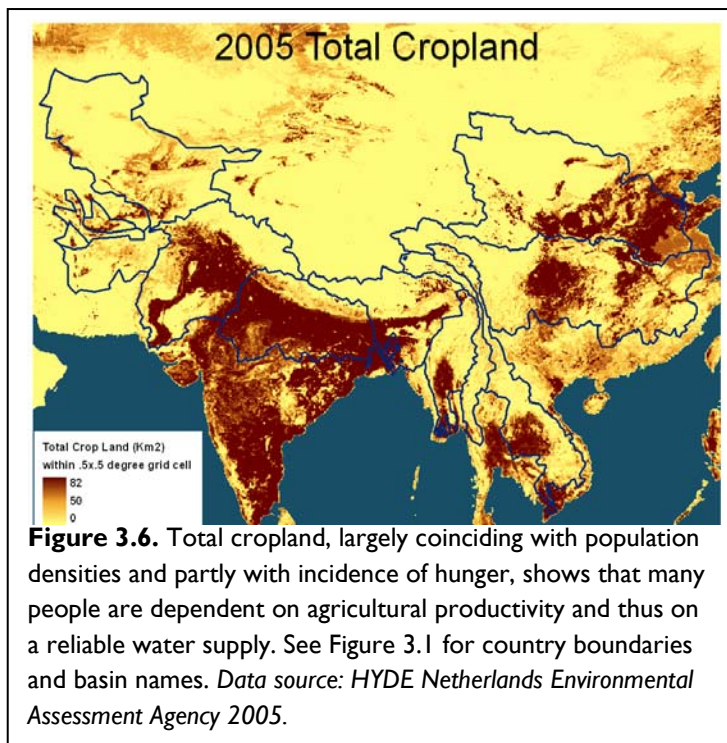 2005 Total Cropland
Total Crop Land (Km2)
within .5x.5 degree grid cell
82
50
0
Figure 3.6. Total cropland, largely coinciding with population
densities and partly with incidence of hunger, shows that many
people are dependent on agricultural productivity and thus on
a reliable water supply. See Figure 3.1 for country boundaries
and basin names. Data source: HYDE Netherlands Environmental
Assessment Agency 2005.